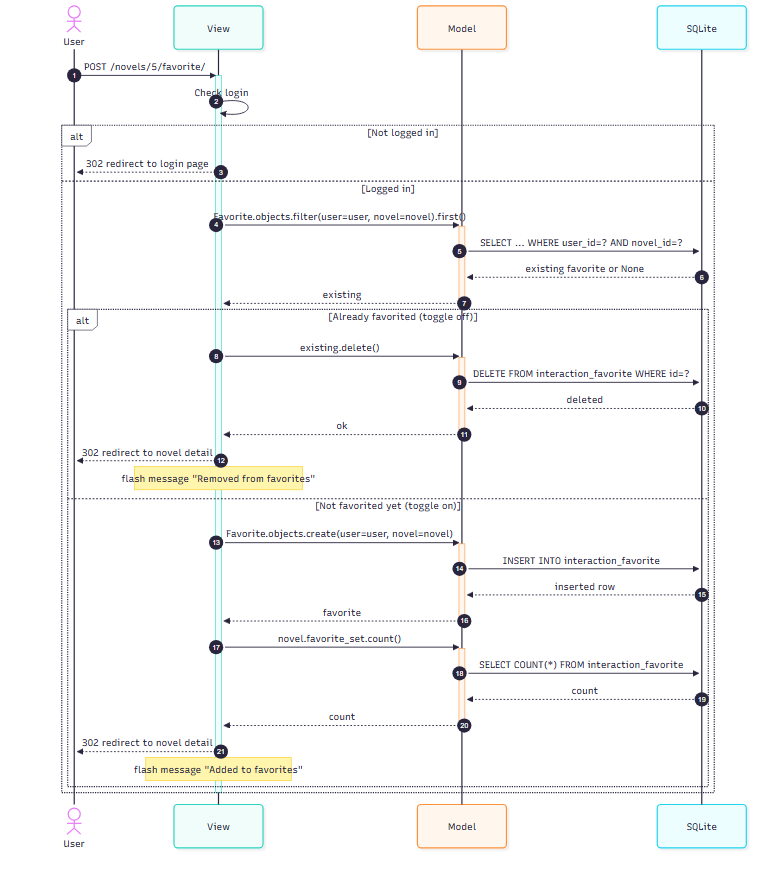 User
View
Model
SQLite
POST /novels/5/favorite/
1
Check login
2
alt
[Not logged in]
302 redirect to login page
3
[Logged in]
Favorite.objects.filter(user=user, novel=novel).first()
4
SELECT ... WHERE user_id=? AND novel_id=?
5
existing favorite or None
6
existing
7
alt
[Already favorited (toggle off)]
existing.delete()
8
DELETE FROM interaction_favorite WHERE id=?
9
deleted
10
ok
11
302 redirect to novel detail
12
flash message "Removed from favorites"
[Not favorited yet (toggle on)]
Favorite.objects.create(user=user, novel=novel)
13
INSERT INTO interaction_favorite
14
inserted row
15
favorite
16
novel.favorite_set.count()
17
SELECT COUNT(*) FROM interaction_favorite
18
count
19
count
20
302 redirect to novel detail
21
flash message "Added to favorites"
User
View
Model
SQLite